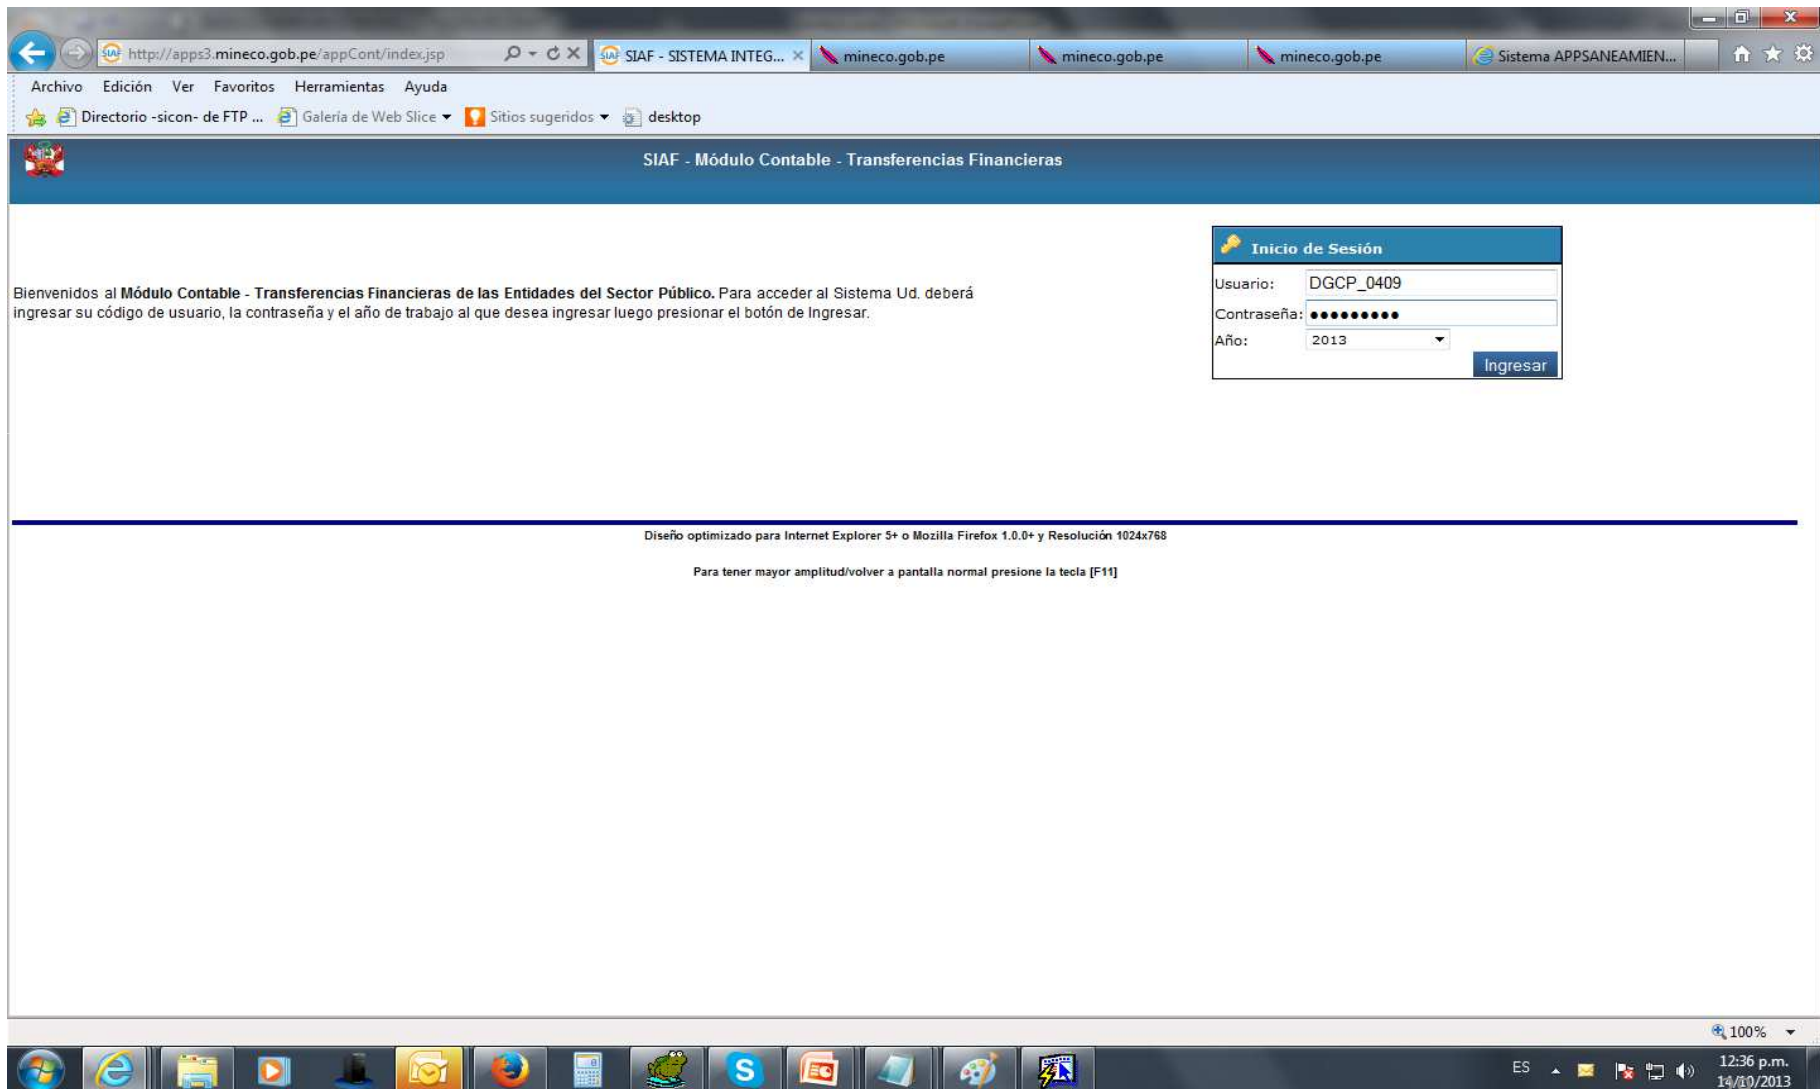 http://apps3.mineco.gob.pe/appCont/index.jsp
SIAF - SISTEMA INTEG...
mineco.gob.pe
mineco.gob.pe
mineco.gob.pe
Sistema APPSANEAMIEN...
Archivo Edición Ver Favoritos Herramientas Ayuda
Directorio -sicon- de FTP ... Galería de Web Slice Sitios sugeridos desktop
SIAF - Módulo Contable - Transferencias Financieras
Bienvenidos al Módulo Contable - Transferencias Financieras de las Entidades del Sector Público. Para acceder al Sistema Ud. deberá
ingresar su código de usuario, la contraseña y el año de trabajo al que desea ingresar luego presionar el botón de Ingresar.
Inicio de Sesión
Usuario: DGCP_0409
Contraseña: •••••••••
Año: 2013
Ingresar
Diseño optimizado para Internet Explorer 5+ o Mozilla Firefox 1.0.0+ y Resolución 1024x768
Para tener mayor amplitud/volver a pantalla normal presione la tecla [F11]
100%
ES
12:36 p.m.
14/10/2013